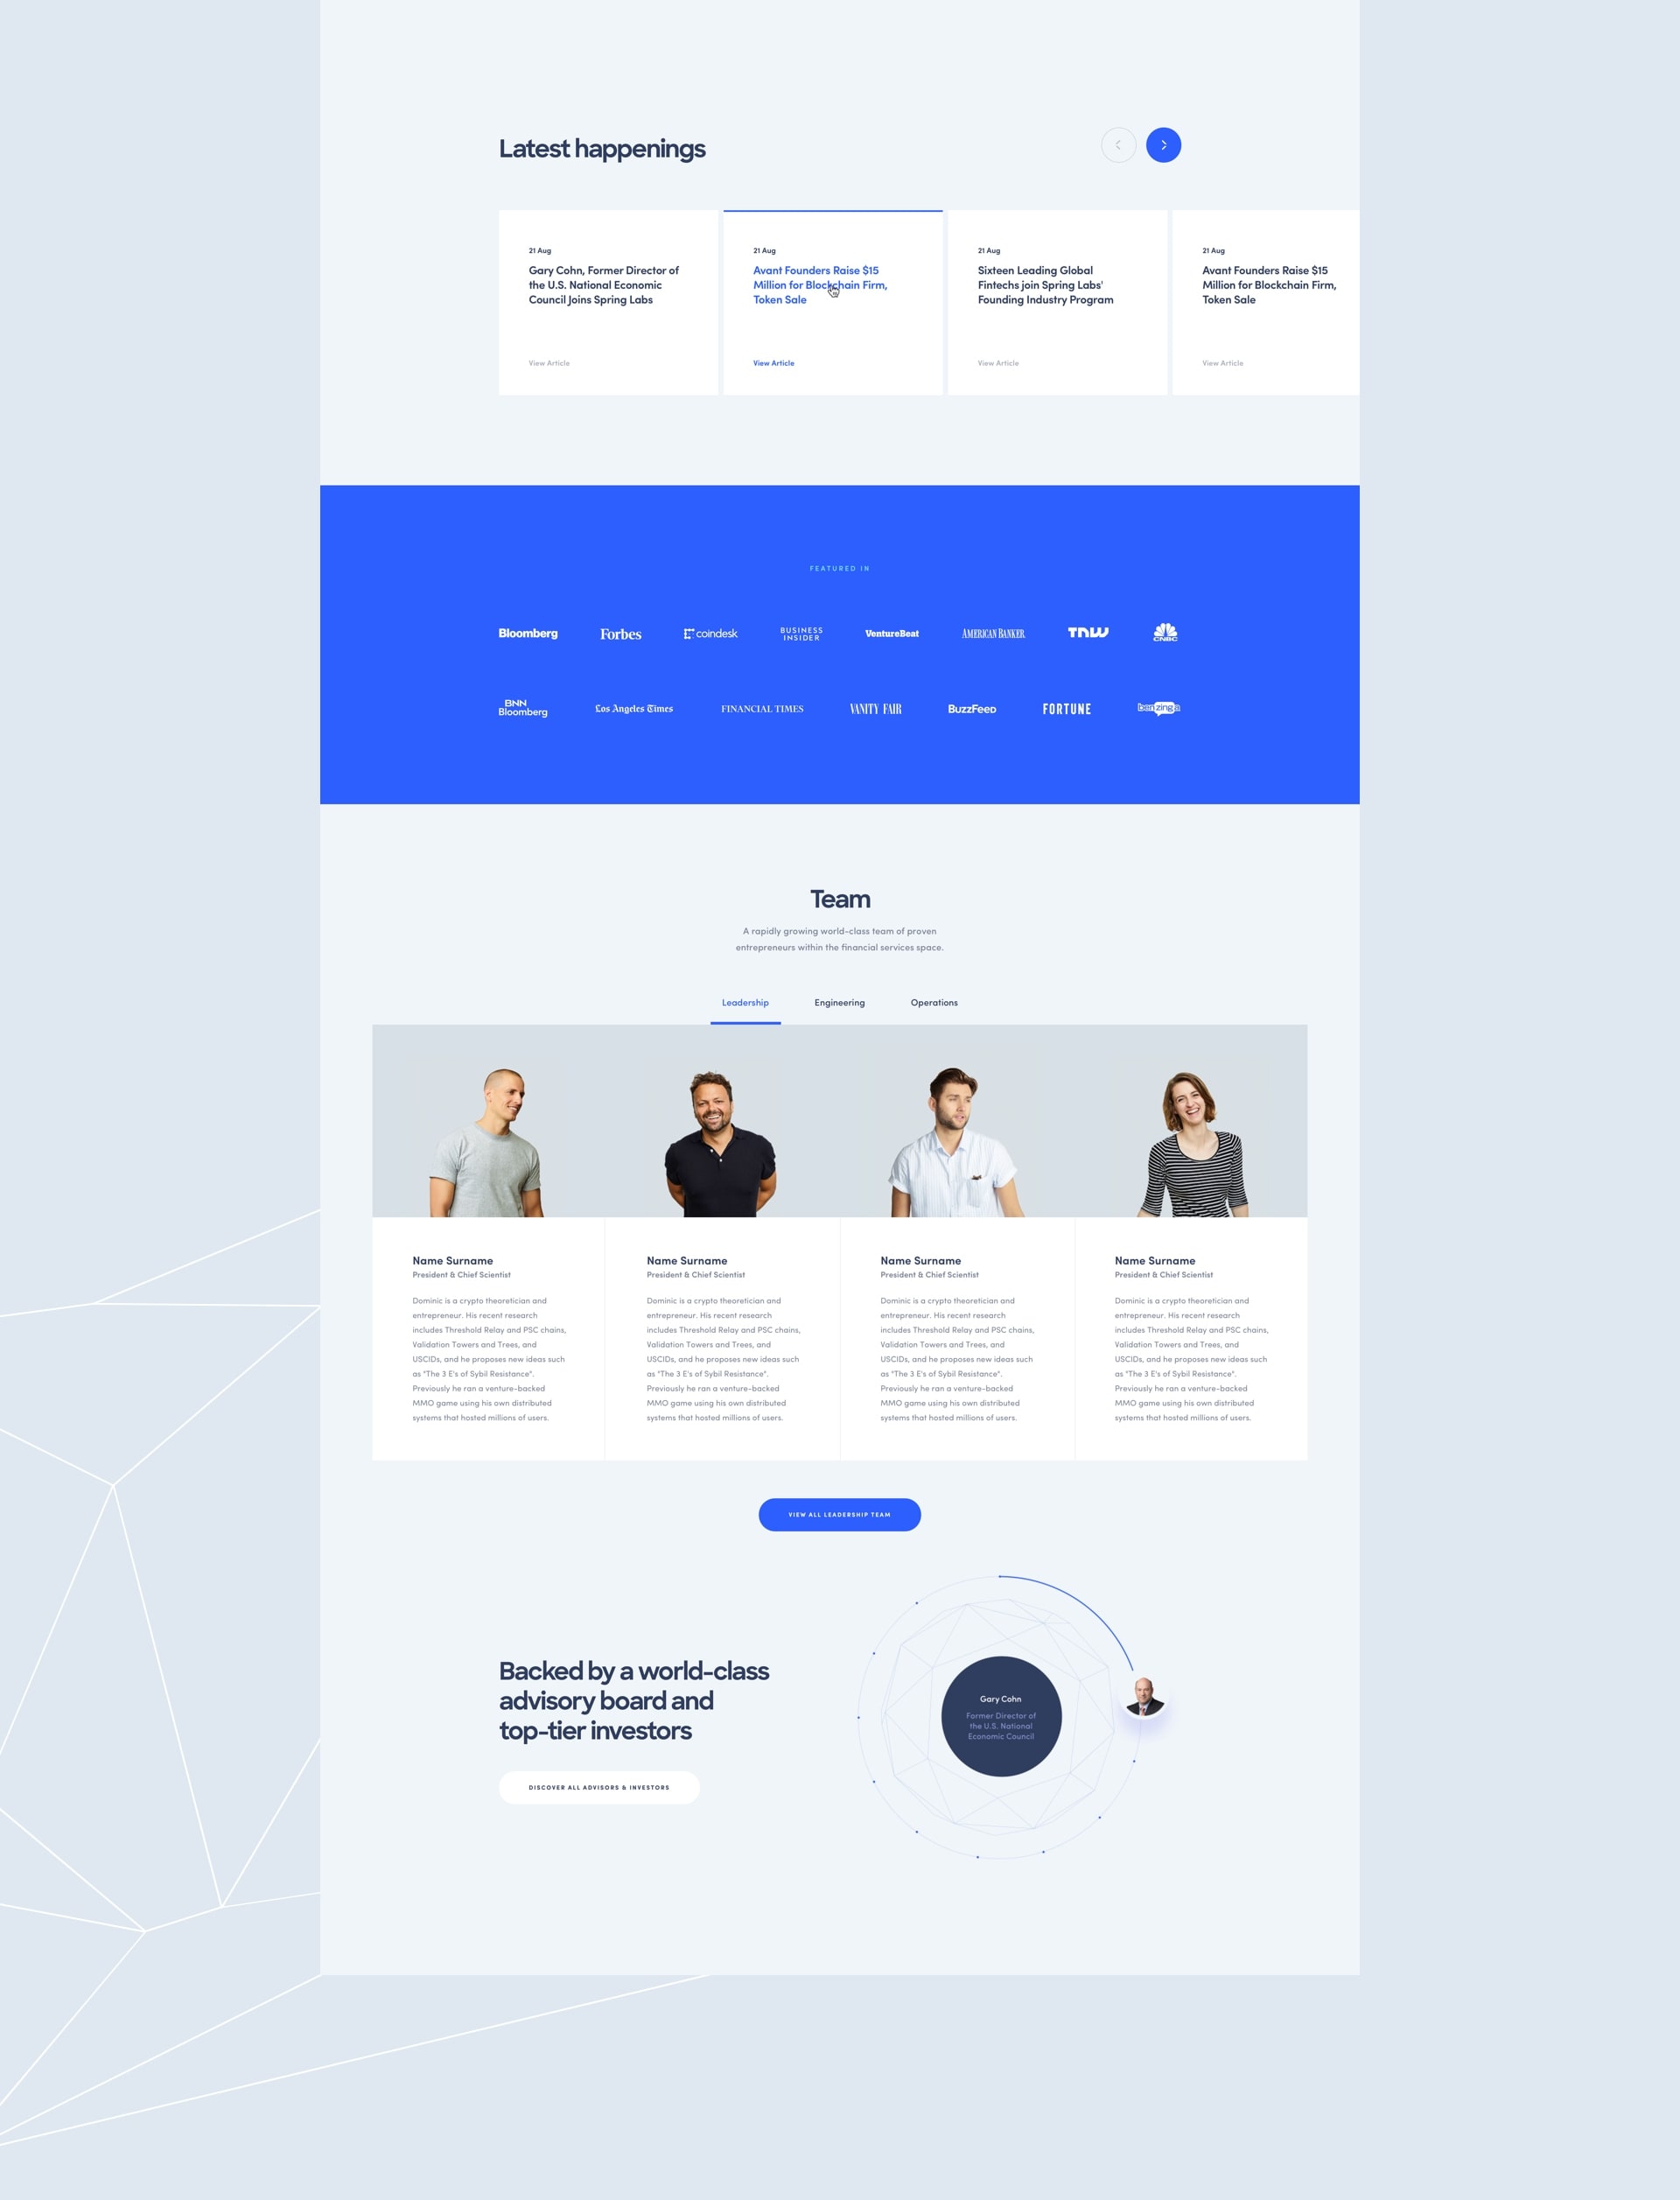 Latest happenings
21 Aug
Gary Cohn, Former Director of
the U.S. National Economic
Council Joins Spring Labs
View Article
21 Aug
Avant Founders Raise $15
Million for Blockchain Firm,
Token Sale
View Article
21 Aug
Sixteen Leading Global
Fintechs join Spring Labs'
Founding Industry Program
View Article
21 Aug
Avant Founders Raise $15
Million for Blockchain Firm,
Token Sale
View Article
FEATURED IN
Bloomberg
Forbes
coindesk
BUSINESS
INSIDER
VentureBeat
AMERICAN BANKER
TNW
CNBC
BNN
Bloomberg
Los Angeles Times
FINANCIAL TIMES
VANITY FAIR
BuzzFeeD
FORTUNE
benzinga
Team
A rapidly growing world-class team of proven
entrepreneurs within the financial services space.
Leadership
Engineering
Operations
Name Surname
President & Chief Scientist
Dominic is a crypto theoretician and
entrepreneur. His recent research
includes Threshold Relay and PSC chains,
Validation Towers and Trees, and
USCIDs, and he proposes new ideas such
as "The 3 E's of Sybil Resistance".
Previously he ran a venture-backed
MMO game using his own distributed
systems that hosted millions of users.
Name Surname
President & Chief Scientist
Dominic is a crypto theoretician and
entrepreneur. His recent research
includes Threshold Relay and PSC chains,
Validation Towers and Trees, and
USCIDs, and he proposes new ideas such
as "The 3 E's of Sybil Resistance".
Previously he ran a venture-backed
MMO game using his own distributed
systems that hosted millions of users.
Name Surname
President & Chief Scientist
Dominic is a crypto theoretician and
entrepreneur. His recent research
includes Threshold Relay and PSC chains,
Validation Towers and Trees, and
USCIDs, and he proposes new ideas such
as "The 3 E's of Sybil Resistance".
Previously he ran a venture-backed
MMO game using his own distributed
systems that hosted millions of users.
Name Surname
President & Chief Scientist
Dominic is a crypto theoretician and
entrepreneur. His recent research
includes Threshold Relay and PSC chains,
Validation Towers and Trees, and
USCIDs, and he proposes new ideas such
as "The 3 E's of Sybil Resistance".
Previously he ran a venture-backed
MMO game using his own distributed
systems that hosted millions of users.
VIEW ALL LEADERSHIP TEAM
Backed by a world-class
advisory board and
top-tier investors
DISCOVER ALL ADVISORS & INVESTORS
Gary Cohn
Former Director of
the U.S. National
Economic Council